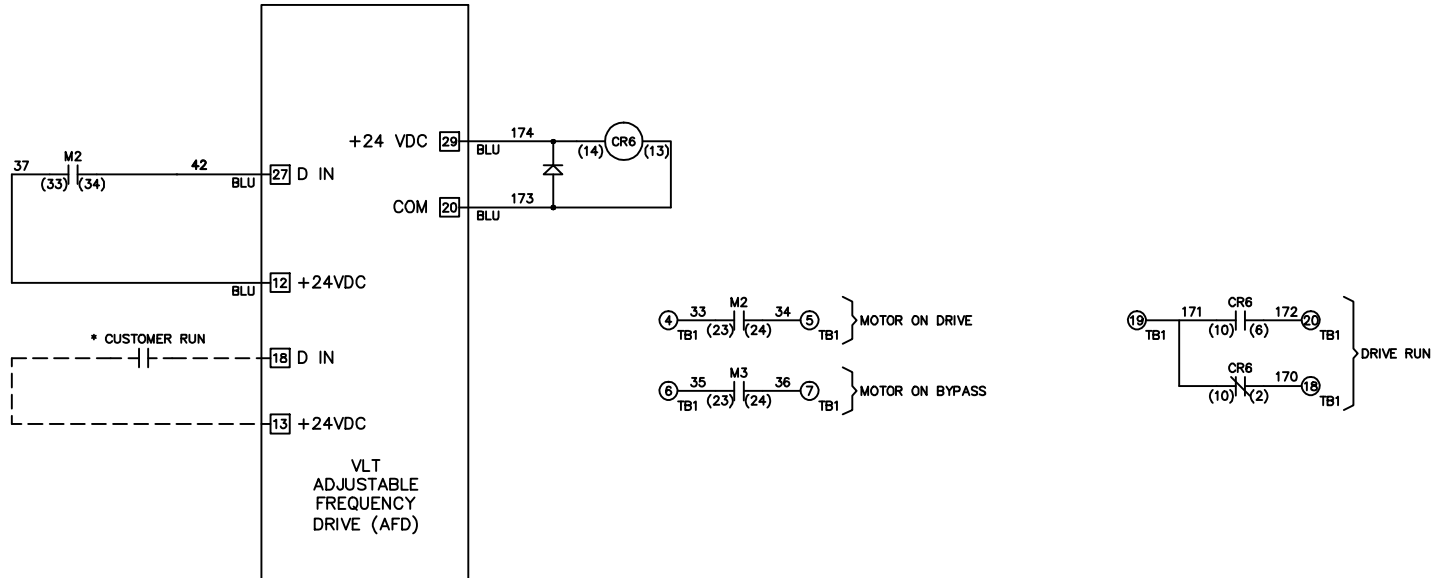 37
M2
(33) (34)
42
BLU
27 D IN
BLU
12 +24VDC
* CUSTOMER RUN
18 D IN
13 +24VDC
+24 VDC 29
174
BLU
(14) CR6 (13)
COM 20
173
BLU
VLT
ADJUSTABLE
FREQUENCY
DRIVE (AFD)
4 33 M2 34 5
TB1 (23) (24) TB1
MOTOR ON DRIVE
6 35 M3 36 7
TB1 (23) (24) TB1
MOTOR ON BYPASS
19 171 CR6 172 20
TB1 (10) (6) TB1
CR6 170 18
(10) (2) TB1
DRIVE RUN